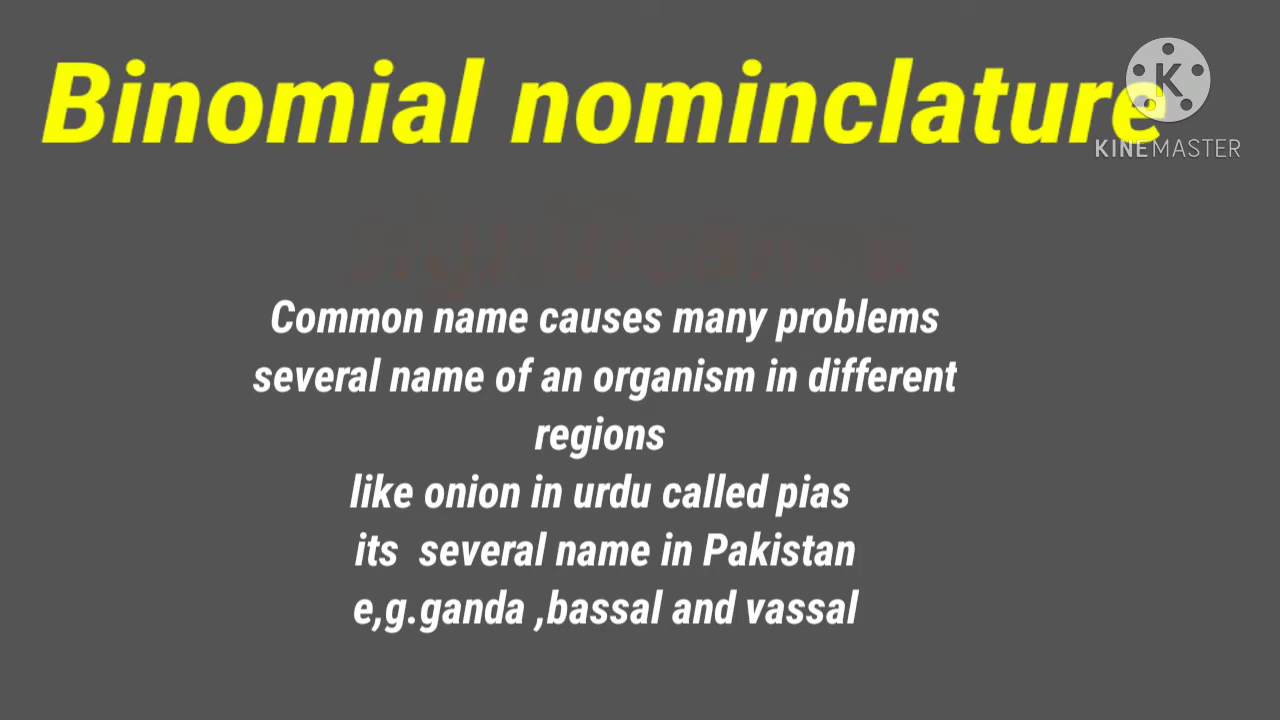 Binomial nominclature
KINEMASTER
significance
Common name causes many problems
several name of an organism in different
regions
like onion in urdu called pias
its several name in Pakistan
e,g.ganda ,bassal and vassal